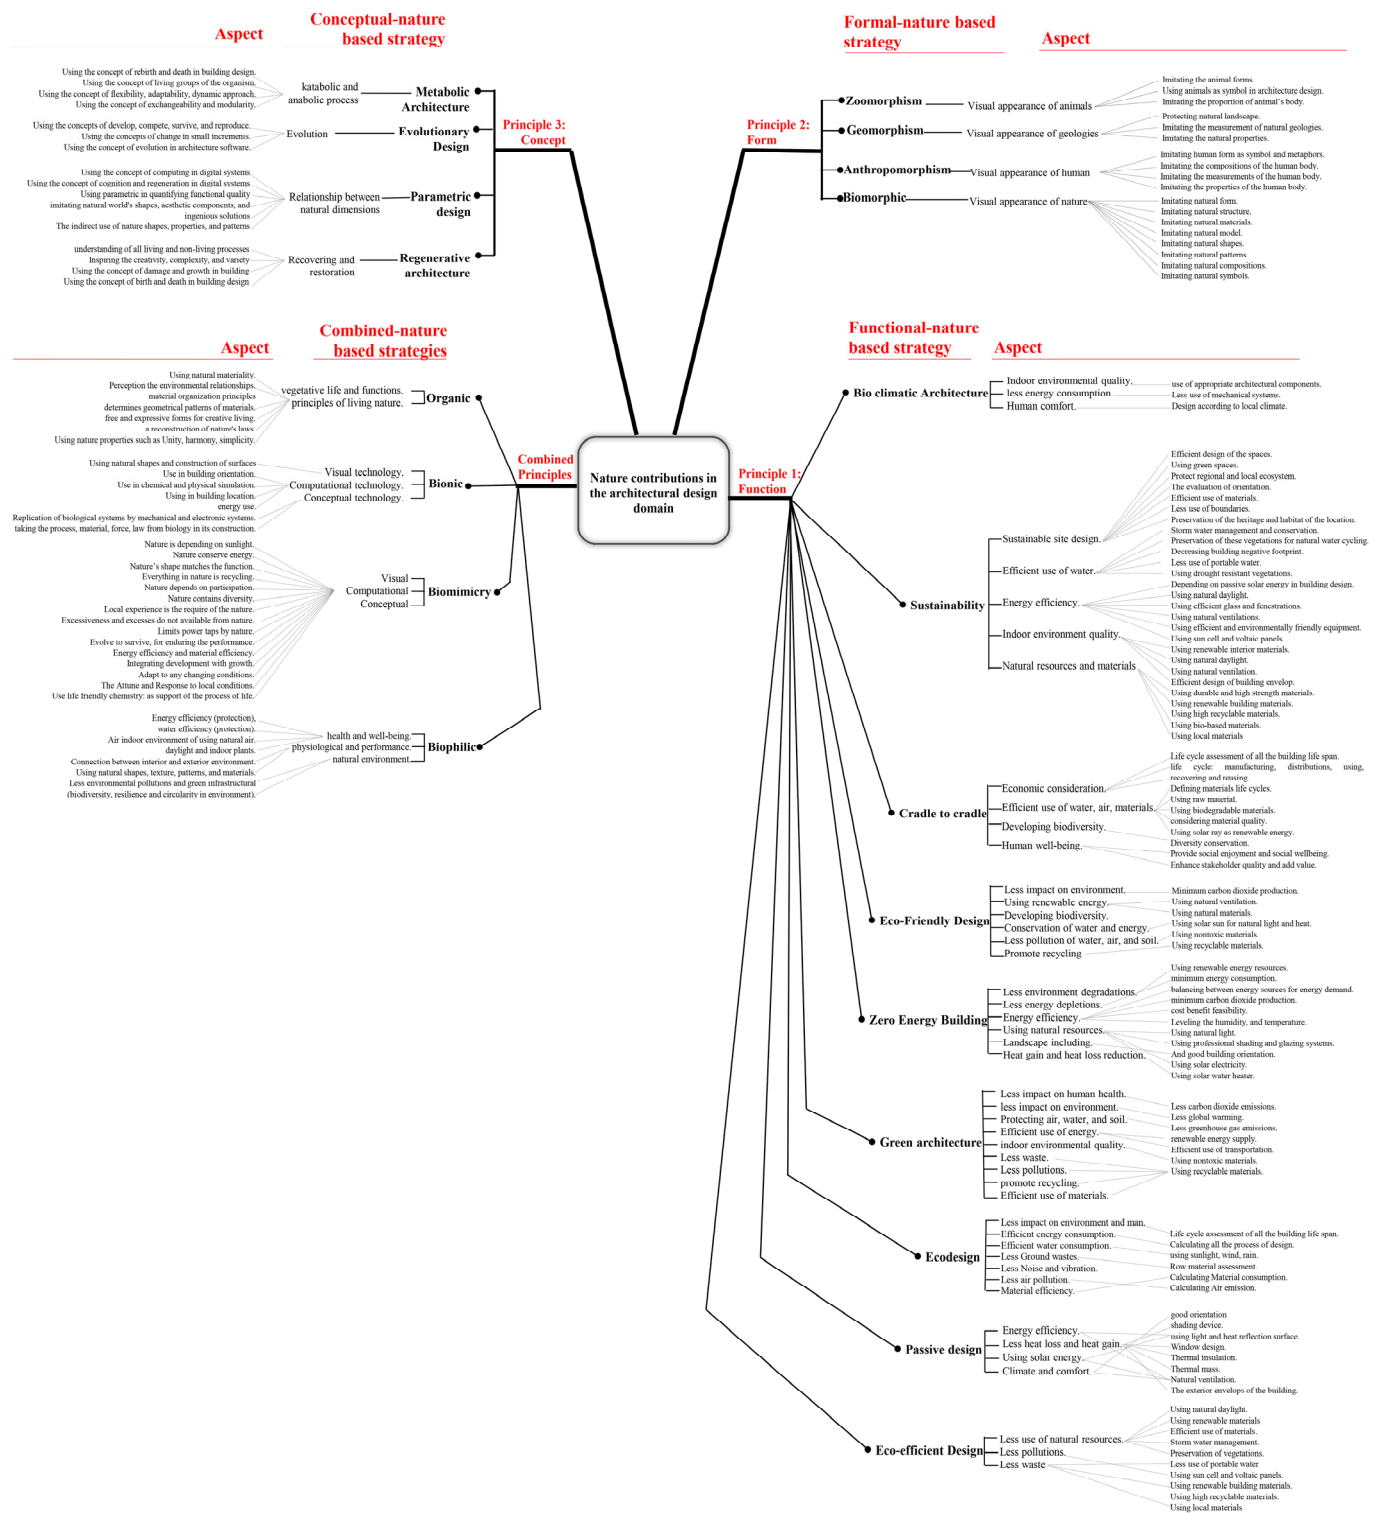 Conceptual-nature
based strategy
Aspect
Using the concept of rebirth and death in building design.
Using the concept of living groups of the organism.
Using the concept of flexibility, adaptability, dynamic approach.
Using the concept of exchangeability and modularity.
katabolic and
anabolic process
Metabolic
Architecture
Using the concepts of develop, compete, survive, and reproduce.
Using the concepts of change in small increments.
Using the concept of evolution in architecture software.
Evolution
Evolutionary
Design
Principle 3:
Concept
Using the concept of computing in digital systems
Using the concept of cognition and regeneration in digital systems
Using parametric in quantifying functional quality
imitating natural world's shapes, aesthetic components, and
ingenious solutions
The indirect use of nature shapes, properties, and patterns
Relationship between
natural dimensions
Parametric
design
understanding of all living and non-living processes
Inspiring the creativity, complexity, and variety
Using the concept of damage and growth in building
Using the concept of birth and death in building design
Recovering and
restoration
Regenerative
architecture
Formal-nature based
strategy
Aspect
Principle 2:
Form
Zoomorphism
Visual appearance of animals
Imitating the animal forms.
Using animals as symbol in architecture design.
Imitating the proportion of animal's body.
Geomorphism
Visual appearance of geologies
Protecting natural landscape.
Imitating the measurement of natural geologies.
Imitating the natural properties.
Anthropomorphism
Visual appearance of human
Imitating human form as symbol and metaphors.
Imitating the compositions of the human body.
Imitating the measurements of the human body.
Imitating the properties of the human body.
Biomorphic
Visual appearance of nature
Imitating natural form.
Imitating natural structure.
Imitating natural materials.
Imitating natural model.
Imitating natural shapes.
Imitating natural patterns.
Imitating natural compositions.
Imitating natural symbols.
Combined-nature
based strategies
Aspect
Using natural materiality.
Perception the environmental relationships.
material organization principles
determines geometrical patterns of materials.
free and expressive forms for creative living.
a reconstruction of nature's laws.
Using nature properties such as Unity, harmony, simplicity.
vegetative life and functions.
principles of living nature.
Organic
Using natural shapes and construction of surfaces
Use in building orientation.
Use in chemical and physical simulation.
Using in building location.
energy use.
Replication of biological systems by mechanical and electronic systems.
taking the process, material, force, law from biology in its construction.
Visual technology.
Computational technology.
Conceptual technology.
Bionic
Combined
Principles
Nature is depending on sunlight.
Nature conserve energy.
Nature's shape matches the function.
Everything in nature is recycling.
Nature depends on participation.
Nature contains diversity.
Local experience is the require of the nature.
Excessiveness and excesses do not available from nature.
Limits power taps by nature.
Evolve to survive, for enduring the performance.
Energy efficiency and material efficiency.
Integrating development with growth.
Adapt to any changing conditions.
The Attune and Response to local conditions.
Use life friendly chemstry: as support of the process of life.
Visual
Computational
Conceptual
Biomimicry
Energy efficiency (protection),
water efficiency (protection).
Air indoor environment of using natural air.
daylight and indoor plants.
Connection between interior and exterior environment.
Using natural shapes, texture, patterns, and materials.
Less environmental pollutions and green infrastructural
(biodiversity, resilience and circularity in environment).
health and well-being.
physiological and performance.
natural environment
Biophilic
Nature contributions in
the architectural design
domain
Principle 1:
Function
Functional-nature
based strategy
Aspect
Bio climatic Architecture
Indoor environmental quality.
less energy consumption
Human comfort.
use of appropriate architectural components.
Less use of mechanical systems.
Design according to local climate.
Sustainability
Sustainable site design.
Efficient use of water.
Energy efficiency.
Indoor environment quality.
Natural resources and materials
Efficient design of the spaces.
Using green spaces.
Protect regional and local ecosystem.
The evaluation of orientation.
Efficient use of materials.
Less use of boundaries.
Preservation of the heritage and habitat of the location.
Storm water management and conservation.
Preservation of these vegetations for natural water cycling.
Decreasing building negative footprint.
Less use of portable water.
Using drought resistant vegetations.
Depending on passive solar energy in building design.
Using natural daylight.
Using efficient glass and fenestrations.
Using natural ventilations.
Using efficient and environmentally friendly equipment.
Using sun cell and voltaic panels.
Using renewable interior materials.
Using natural daylight.
Using natural ventilation.
Efficient design of building envelop.
Using durable and high strength materials.
Using renewable building materials.
Using high recyclable materials.
Using bio-based materials.
Using local materials
Cradle to cradle
Economic consideration.
Efficient use of water, air, materials.
Developing biodiversity.
Human well-being.
Life cycle assessment of all the building life span.
life cycle: manufacturing, distributions, using,
recovering and reusing.
Defining materials life cycles.
Using raw material.
Using biodegradable materials.
considering material quality.
Using solar ray as renewable energy.
Diversity conservation.
Provide social enjoyment and social wellbeing.
Enhance stakeholder quality and add value.
Eco-Friendly Design
Less impact on environment.
Using renewable energy.
Developing biodiversity.
Conservation of water and energy.
Less pollution of water, air, and soil.
Promote recycling
Minimum carbon dioxide production.
Using natural ventilation.
Using natural materials.
Using solar sun for natural light and heat.
Using nontoxic materials.
Using recyclable materials.
Zero Energy Building
Less environment degradations.
Less energy depletions.
Energy efficiency.
Using natural resources.
Landscape including.
Heat gain and heat loss reduction.
Using renewable energy resources.
minimum energy consumption.
balancing between energy sources for energy demand.
minimum carbon dioxide production.
cost benefit feasibility.
Leveling the humidity, and temperature.
Using natural light.
Using professional shading and glazing systems.
And good building orientation.
Using solar electricity.
Using solar water heater.
Green architecture
Less impact on human health.
less impact on environment.
Protecting air, water, and soil.
Efficient use of energy.
indoor environmental quality.
Less waste.
Less pollutions.
promote recycling.
Efficient use of materials.
Less carbon dioxide emissions.
Less global warming.
Less greenhouse gas emissions.
renewable energy supply.
Efficient use of transportation.
Using nontoxic materials.
Using recyclable materials.
Ecodesign
Less impact on environment and man.
Efficient energy consumption.
Efficient water consumption.
Less Ground wastes.
Less Noise and vibration.
Less air pollution.
Material efficiency.
Life cycle assessment of all the building life span.
Calculating all the process of design.
using sunlight, wind, rain.
Row material assessment.
Calculating Material consumption.
Calculating Air emission.
Passive design
Energy efficiency.
Less heat loss and heat gain.
Using solar energy.
Climate and comfort.
good orientation
shading device.
using light and heat reflection surface.
Window design.
Thermal insulation.
Thermal mass.
Natural ventilation.
The exterior envelops of the building.
Eco-efficient Design
Less use of natural resources.
Less pollutions.
Less waste
Using natural daylight.
Using renewable materials
Efficient use of materials.
Storm water management.
Preservation of vegetations.
Less use of portable water
Using sun cell and voltaic panels.
Using renewable building materials.
Using high recyclable materials.
Using local materials